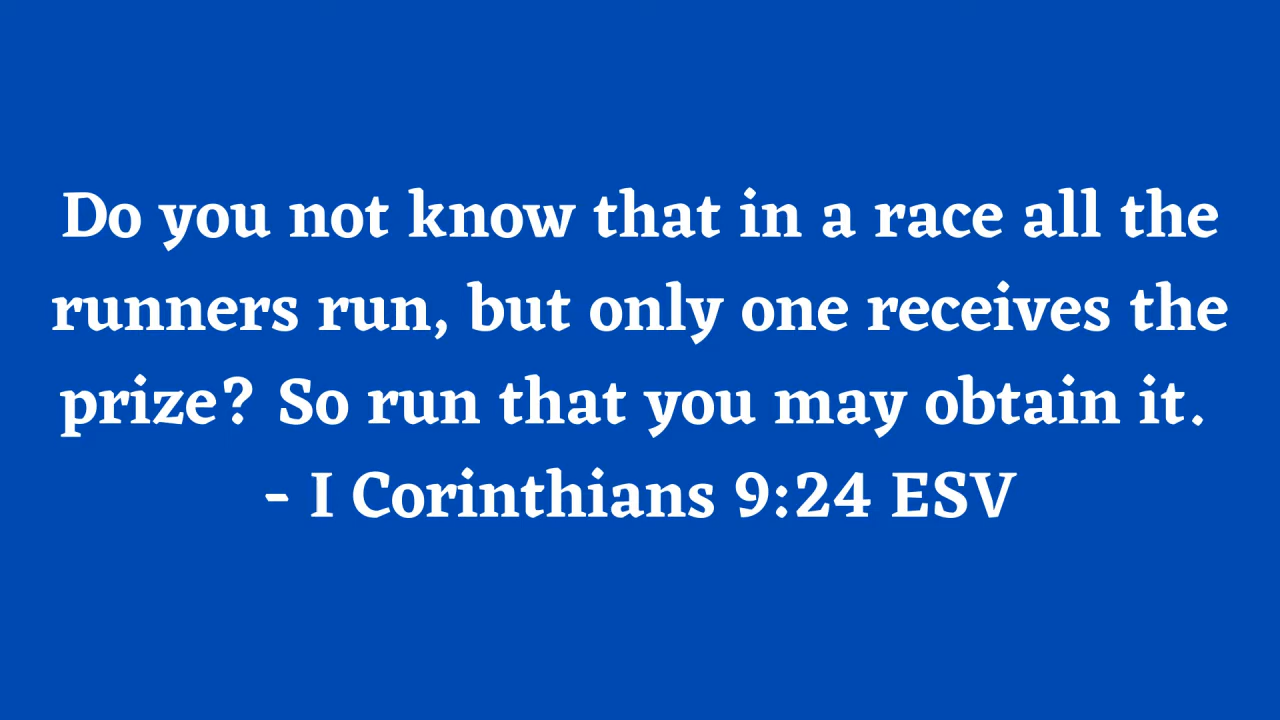 Do you not know that in a race all the
runners run, but only one receives the
prize? So run that you may obtain it.
- I Corinthians 9:24 ESV